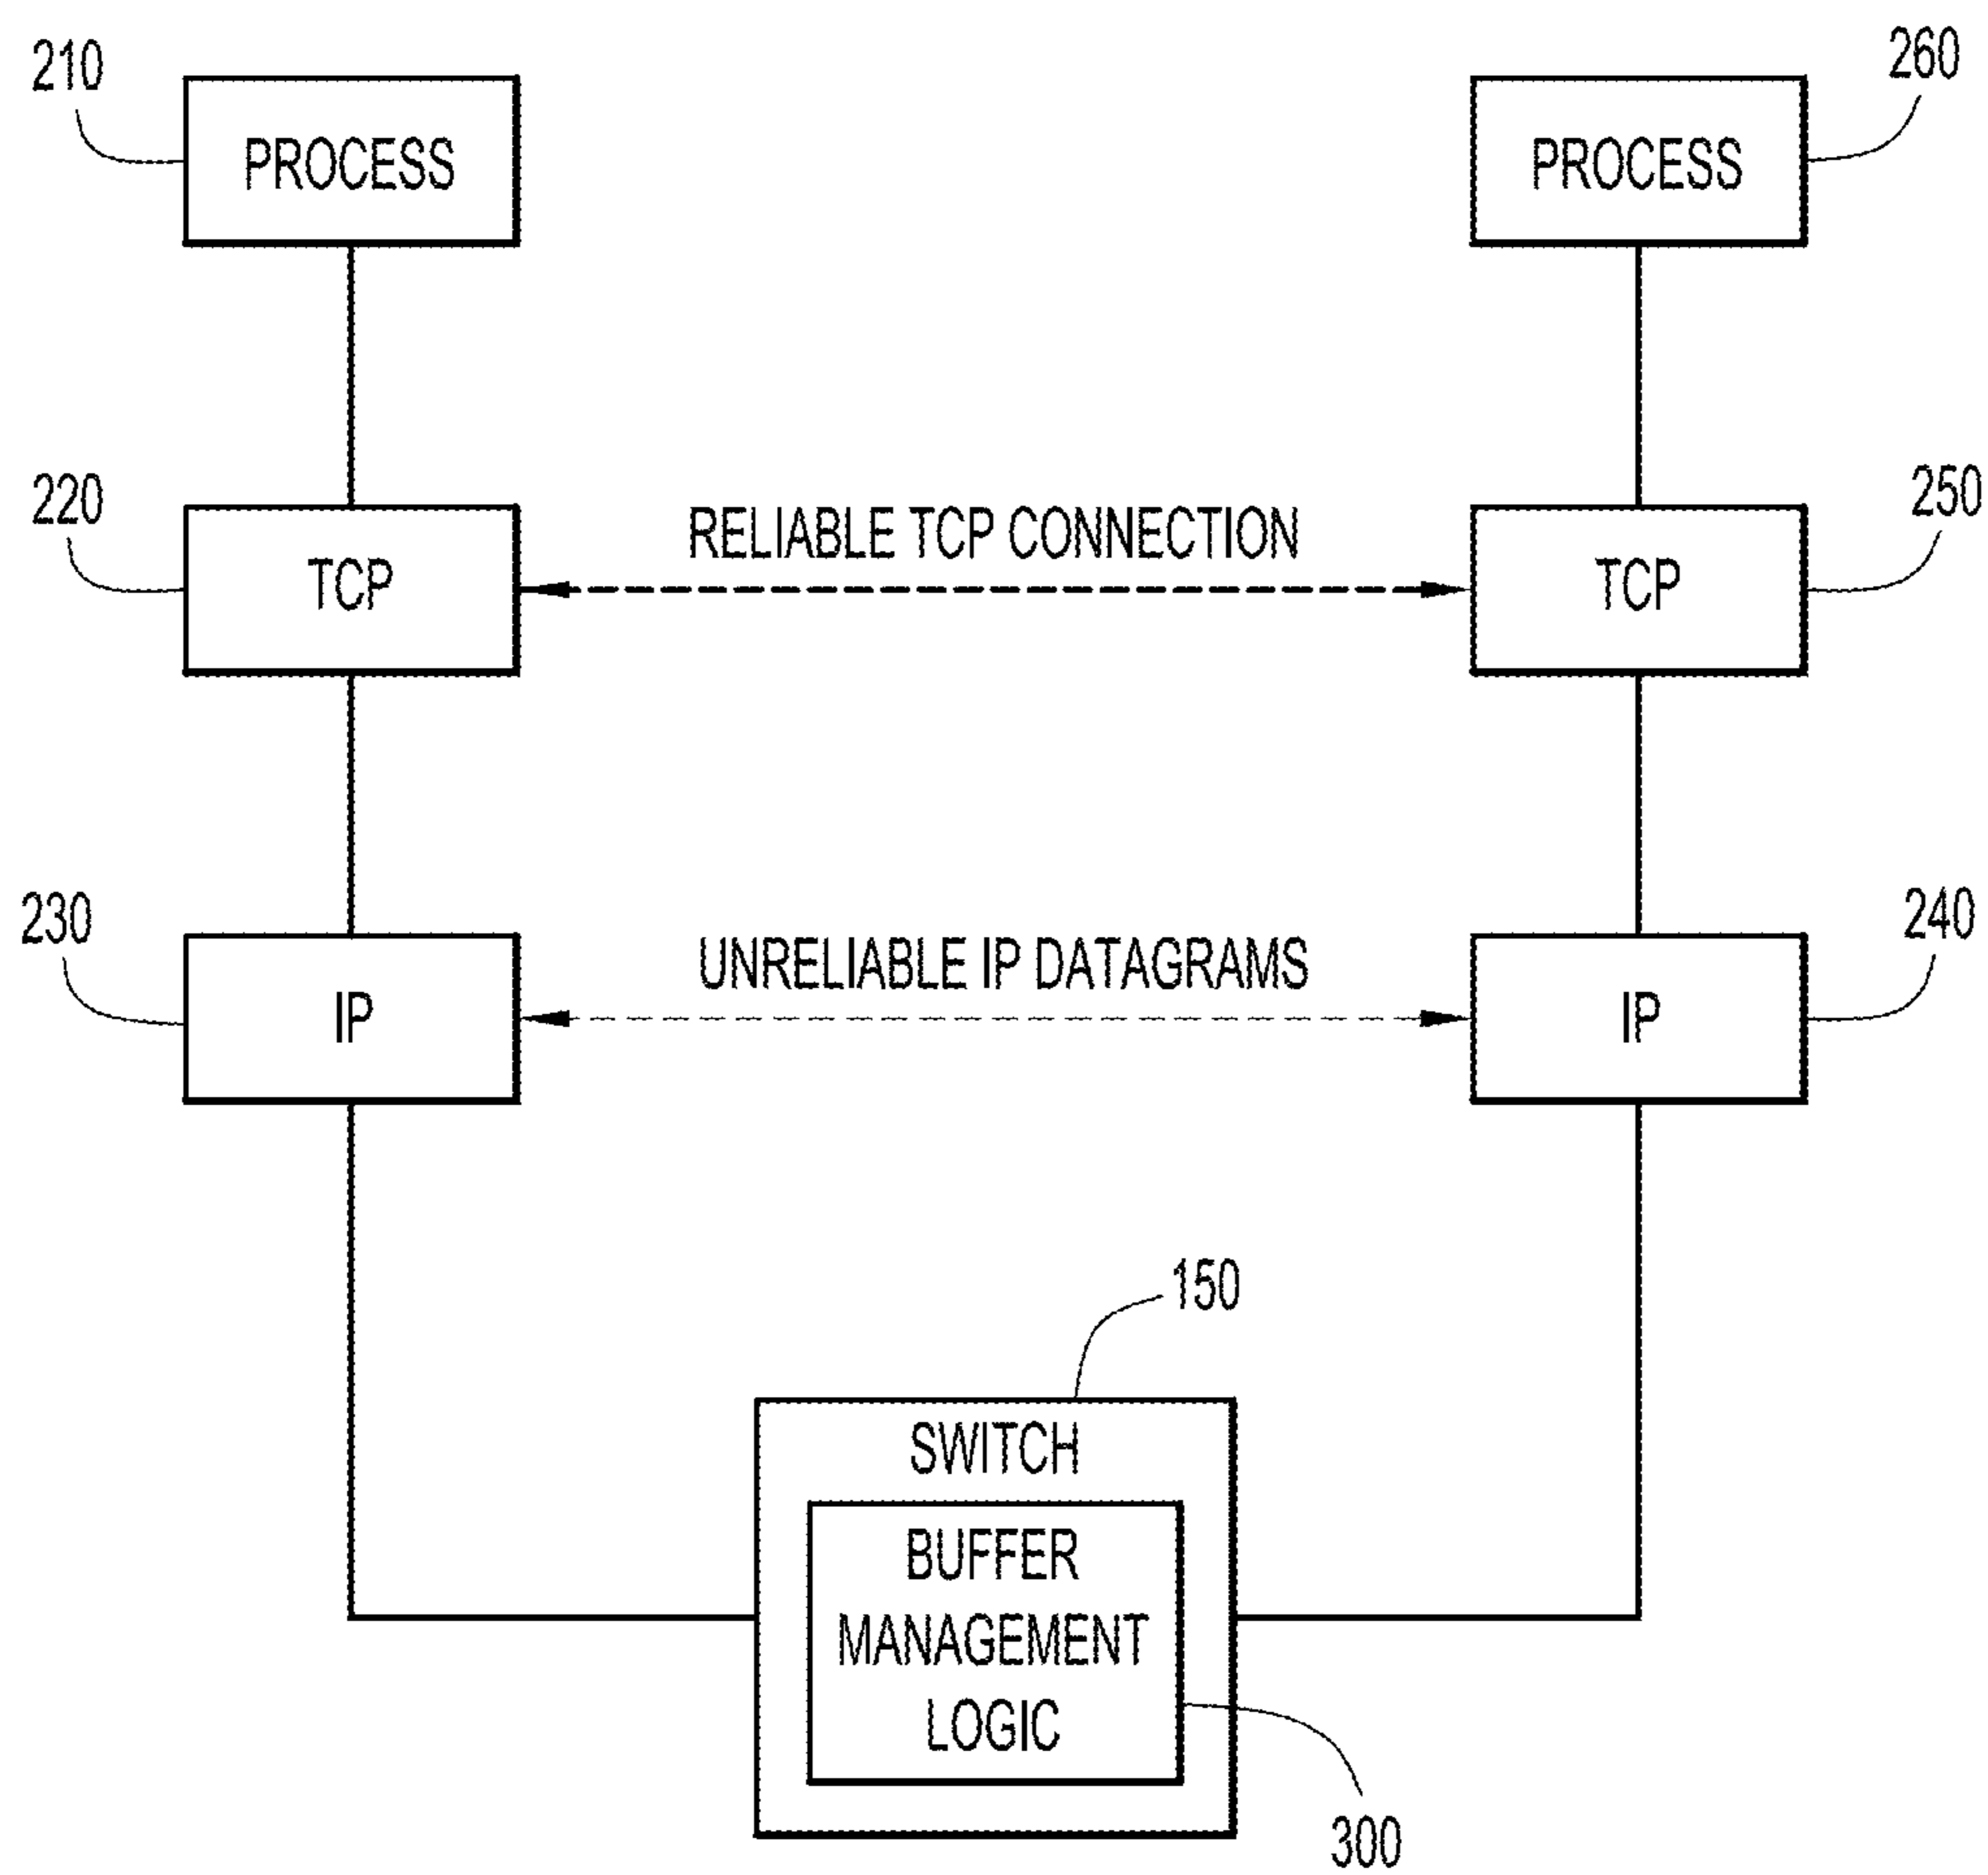 210
260
PROCESS
PROCESS
220
250
RELIABLE TCP CONNECTION
TCP
TCP
230
240
UNRELIABLE IP DATAGRAMS
IP
IP
150
SWITCH
BUFFER
MANAGEMENT
LOGIC
300